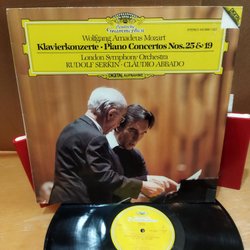 Deutsche
Grammophon
Wolfgang Amadeus Mozart
Klavierkonzerte · Piano Concertos Nos. 25 & 19
London Symphony Orchestra
RUDOLF SERKIN · CLAUDIO ABBADO
DIGITAL AUFNAHME